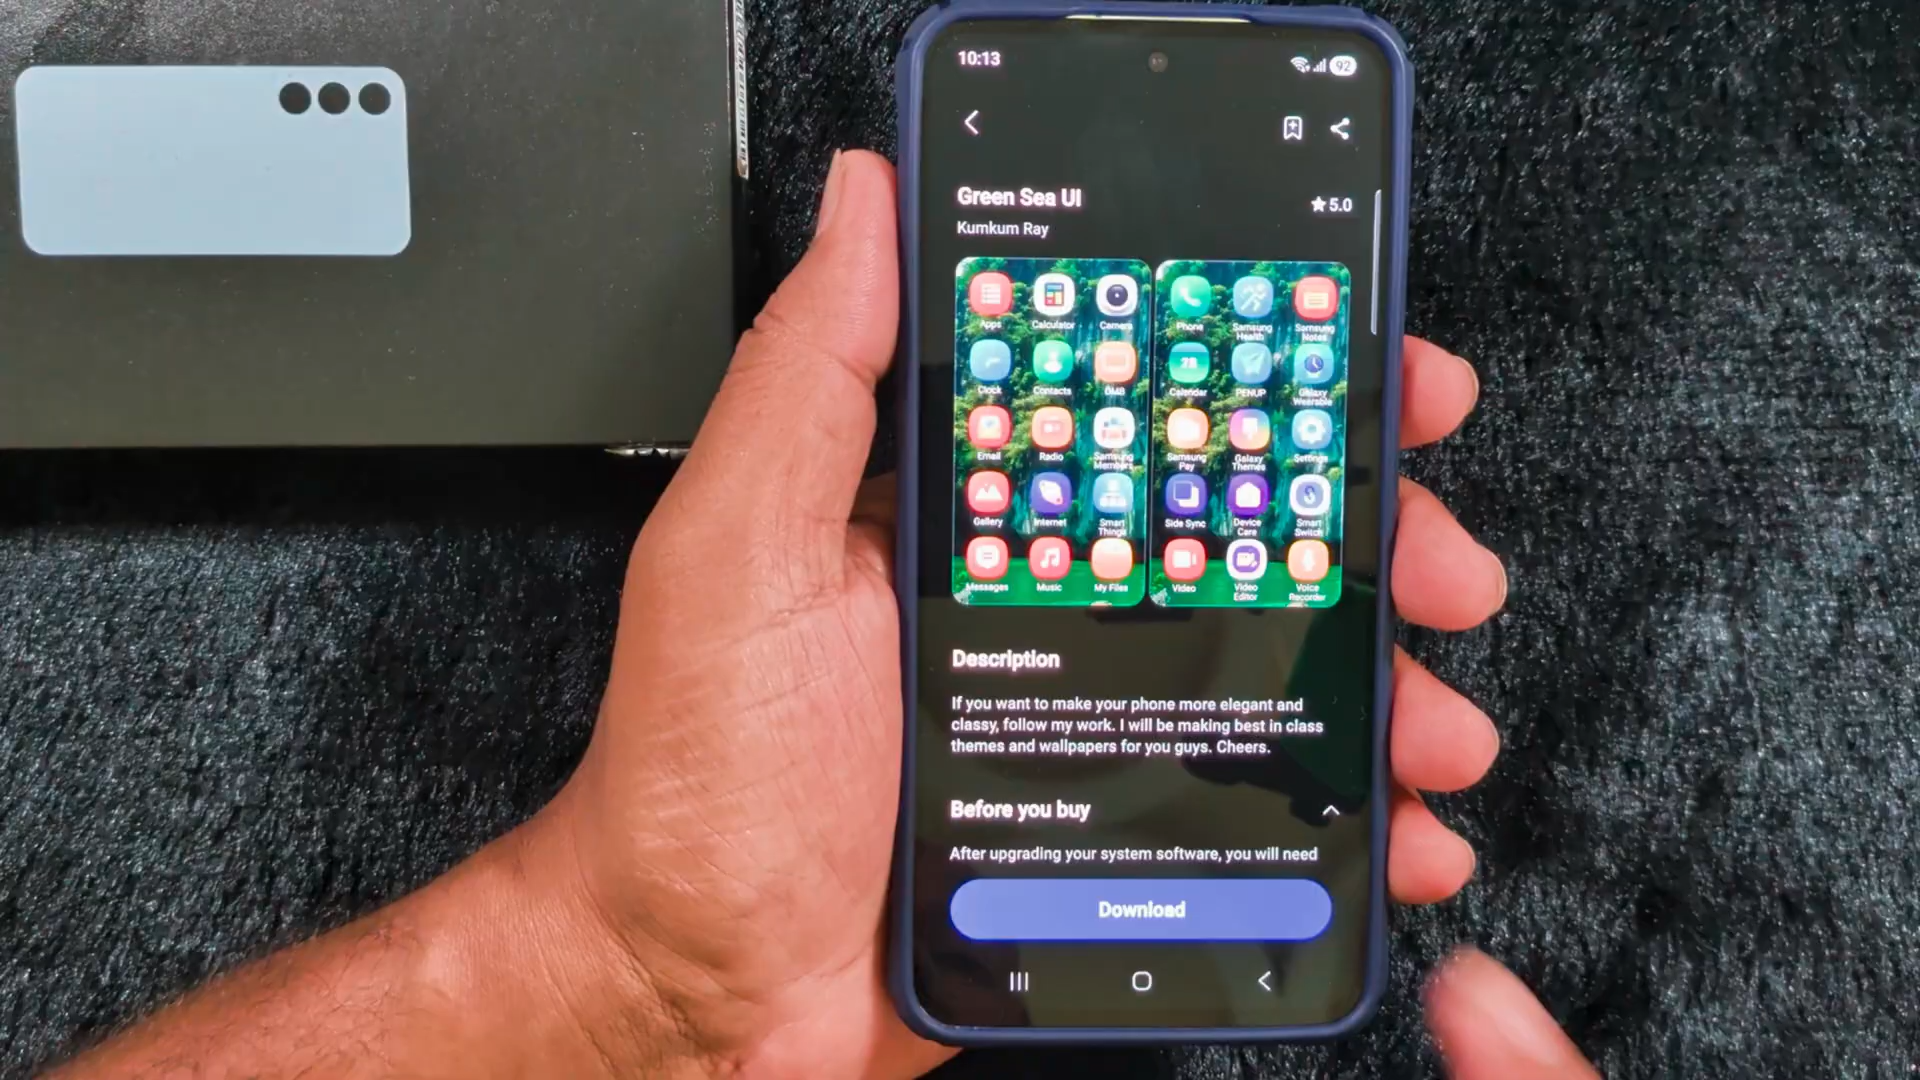 10:13
92
Green Sea UI
5.0
Kumkum Ray
Apps Calculator Camera
Clock Contacts DMB
Email Radio Samsung Members
Gallery Internet Smart Things
Messages Music My Files
Phone Samsung Health Samsung Notes
Calendar PENUP Galaxy Wearable
Samsung Pay Galaxy Themes Settings
Side Sync Device Care Smart Switch
Video Video Editor Voice Recorder
Description
If you want to make your phone more elegant and
classy, follow my work. I will be making best in class
themes and wallpapers for you guys. Cheers.
Before you buy
After upgrading your system software, you will need
Download